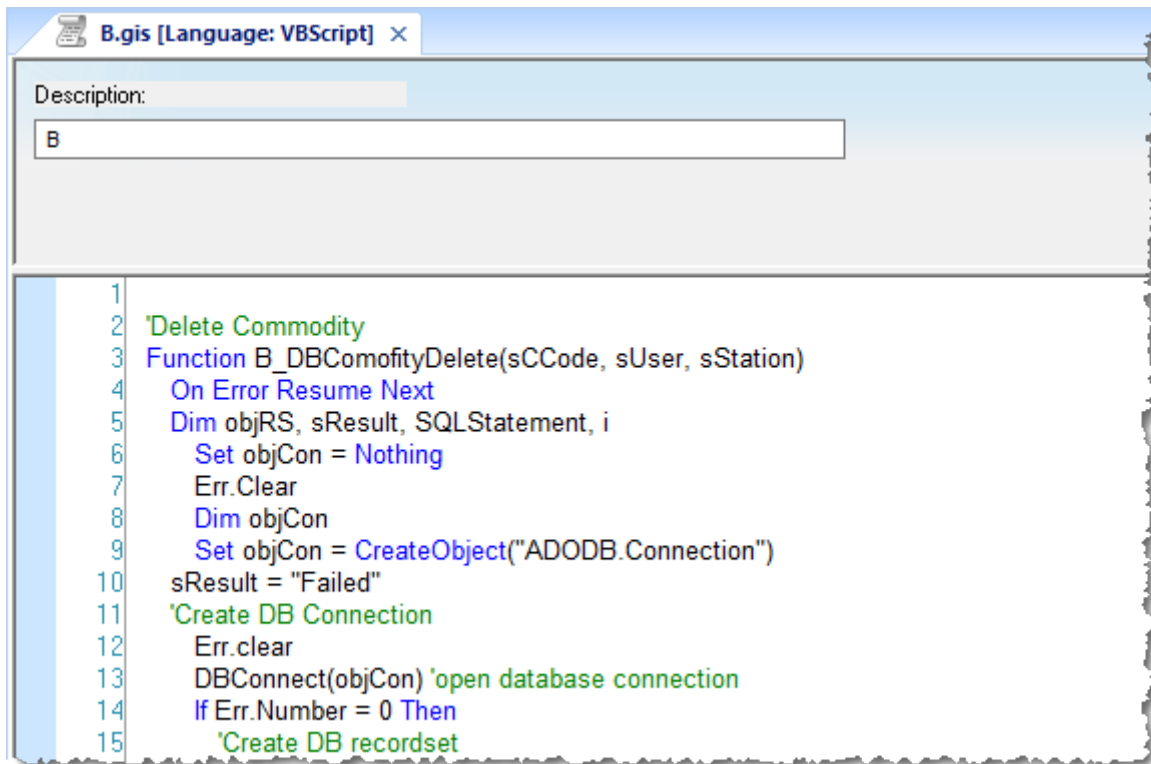 B.gis [Language: VBScript] ×
Description:
B
1
2 'Delete Commodity
3 Function B_DBComofityDelete(sCCode, sUser, sStation)
4 On Error Resume Next
5 Dim objRS, sResult, SQLStatement, i
6 Set objCon = Nothing
7 Err.Clear
8 Dim objCon
9 Set objCon = CreateObject("ADODB.Connection")
10 sResult = "Failed"
11 'Create DB Connection
12 Err.clear
13 DBConnect(objCon) 'open database connection
14 If Err.Number = 0 Then
15 'Create DB recordset